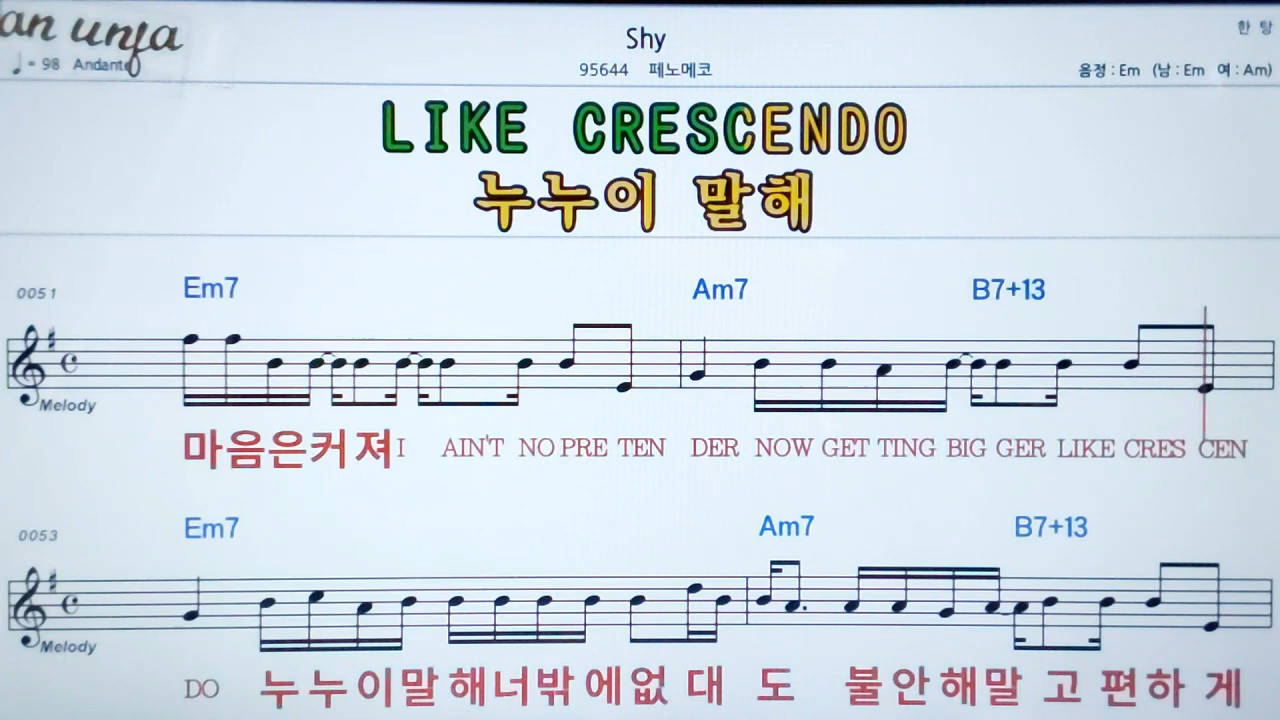 an unfa
Shy
한 탕
♩ = 98 Andante
95644 페노메코
음정 : Em (남 : Em 여 : Am)
LIKE CRESCENDO
누누이 말해
0051
Em7 Am7 B7+13
Melody
마음은커져 I AIN'T NO PRE TEN DER NOW GET TING BIG GER LIKE CRES CEN
0053
Em7 Am7 B7+13
Melody
DO 누누이말해너밖에없 대 도 불안해말 고 편하 게